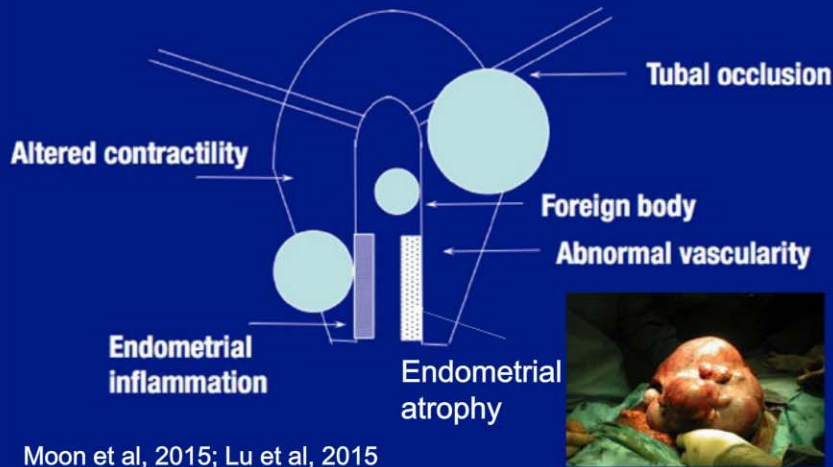 Tubal occlusion
Altered contractility
Foreign body
Abnormal vascularity
Endometrial
inflammation
Endometrial
atrophy
Moon et al, 2015; Lu et al, 2015